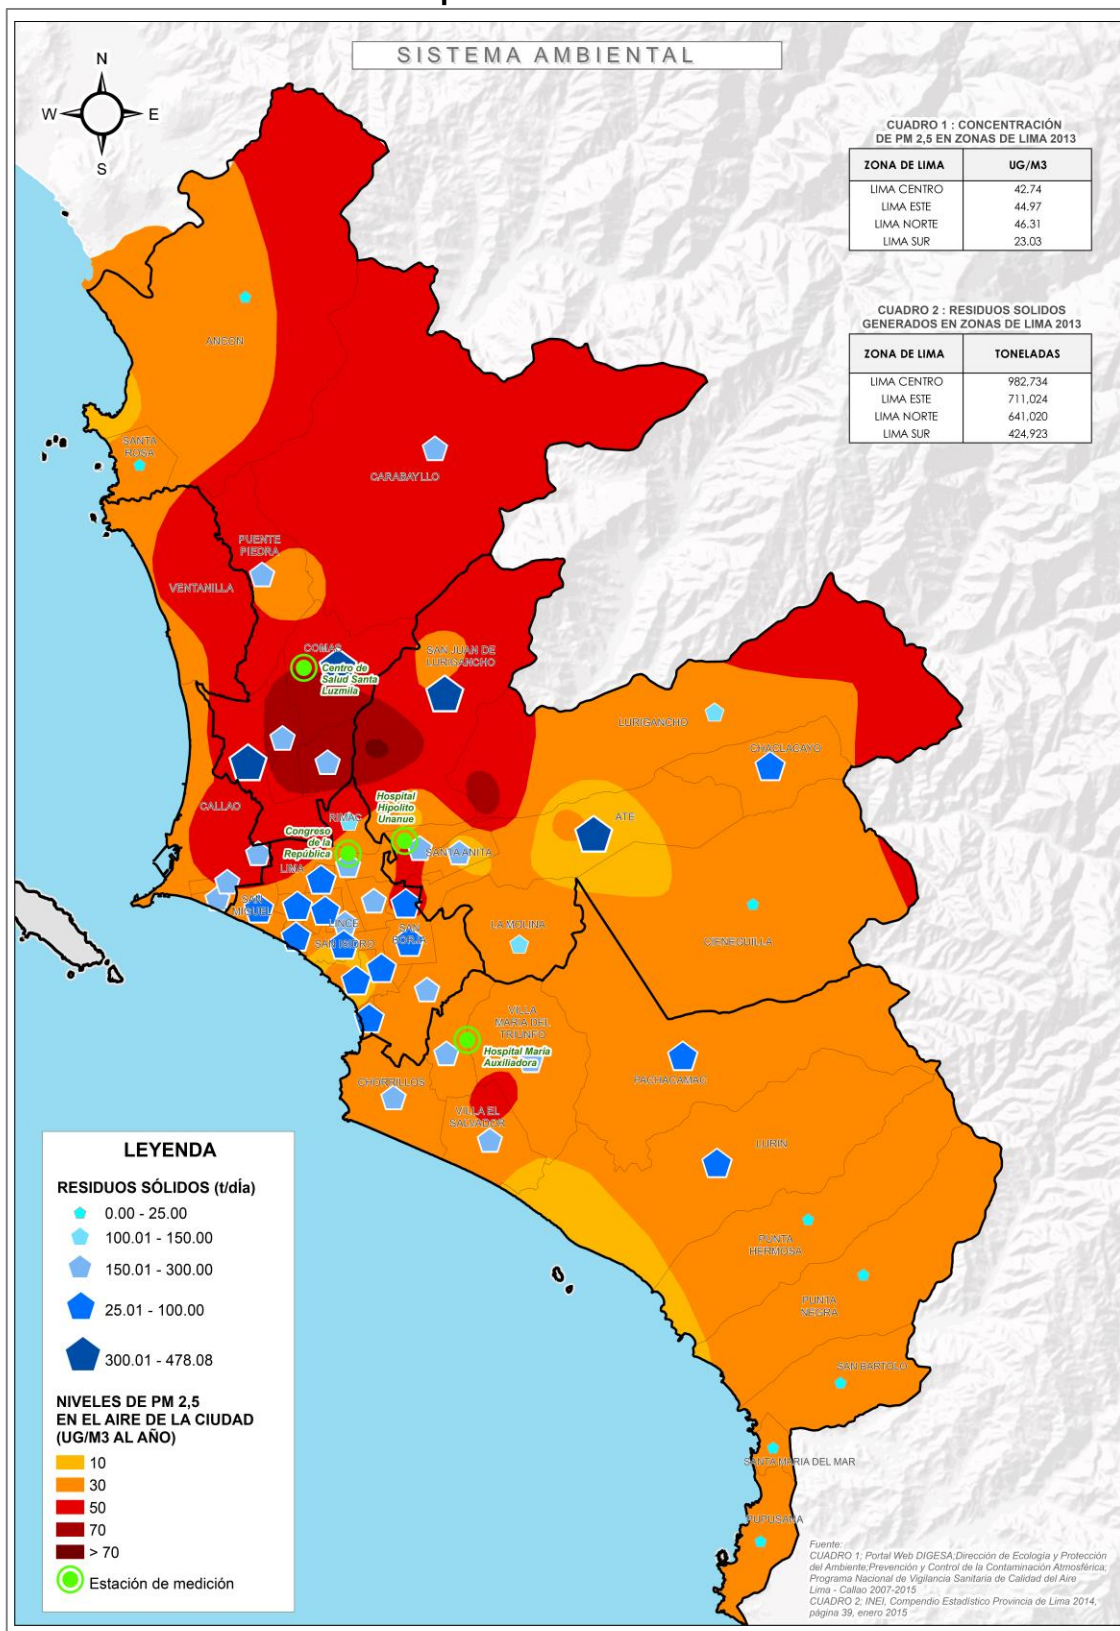 SISTEMA AMBIENTAL
N
W
E
S
CUADRO 1 : CONCENTRACIÓN
DE PM 2,5 EN ZONAS DE LIMA 2013
ZONA DE LIMA UG/M3
LIMA CENTRO 42.74
LIMA ESTE 44.97
LIMA NORTE 46.31
LIMA SUR 23.03
CUADRO 2 : RESIDUOS SOLIDOS
GENERADOS EN ZONAS DE LIMA 2013
ZONA DE LIMA TONELADAS
LIMA CENTRO 982,734
LIMA ESTE 711,024
LIMA NORTE 641,020
LIMA SUR 424,923
ANCON
SANTA
ROSA
CARABAYLLO
PUENTE
PIEDRA
VENTANILLA
COMAS
Centro de
Salud Santa
Luzmila
SAN JUAN DE
LURIGANCHO
LURIGANCHO
CHACLACAYO
CALLAO
RIMAC
Hospital
Hipolito
Unanue
Congreso
de la
República
ATE
LIMA
SANTA ANITA
SAN
MIGUEL
LINCE
SAN ISIDRO
SAN
BORJA
LA MOLINA
CIENEGUILLA
VILLA
MARIA DEL
TRIUNFO
Hospital María
Auxiliadora
PACHACAMAC
CHORRILLOS
VILLA EL
SALVADOR
LURIN
PUNTA
HERMOSA
PUNTA
NEGRA
SAN BARTOLO
SANTA MARIA DEL MAR
PUPUSANA
LEYENDA
RESIDUOS SÓLIDOS (t/día)
0.00 - 25.00
100.01 - 150.00
150.01 - 300.00
25.01 - 100.00
300.01 - 478.08
NIVELES DE PM 2,5
EN EL AIRE DE LA CIUDAD
(UG/M3 AL AÑO)
10
30
50
70
> 70
Estación de medición
Fuente:
CUADRO 1; Portal Web DIGESA;Dirección de Ecología y Protección
del Ambiente;Prevención y Control de la Contaminación Atmosférica;
Programa Nacional de Vigilancia Sanitaria de Calidad del Aire
Lima - Callao 2007-2015
CUADRO 2; INEI, Compendio Estadístico Provincia de Lima 2014,
página 39, enero 2015